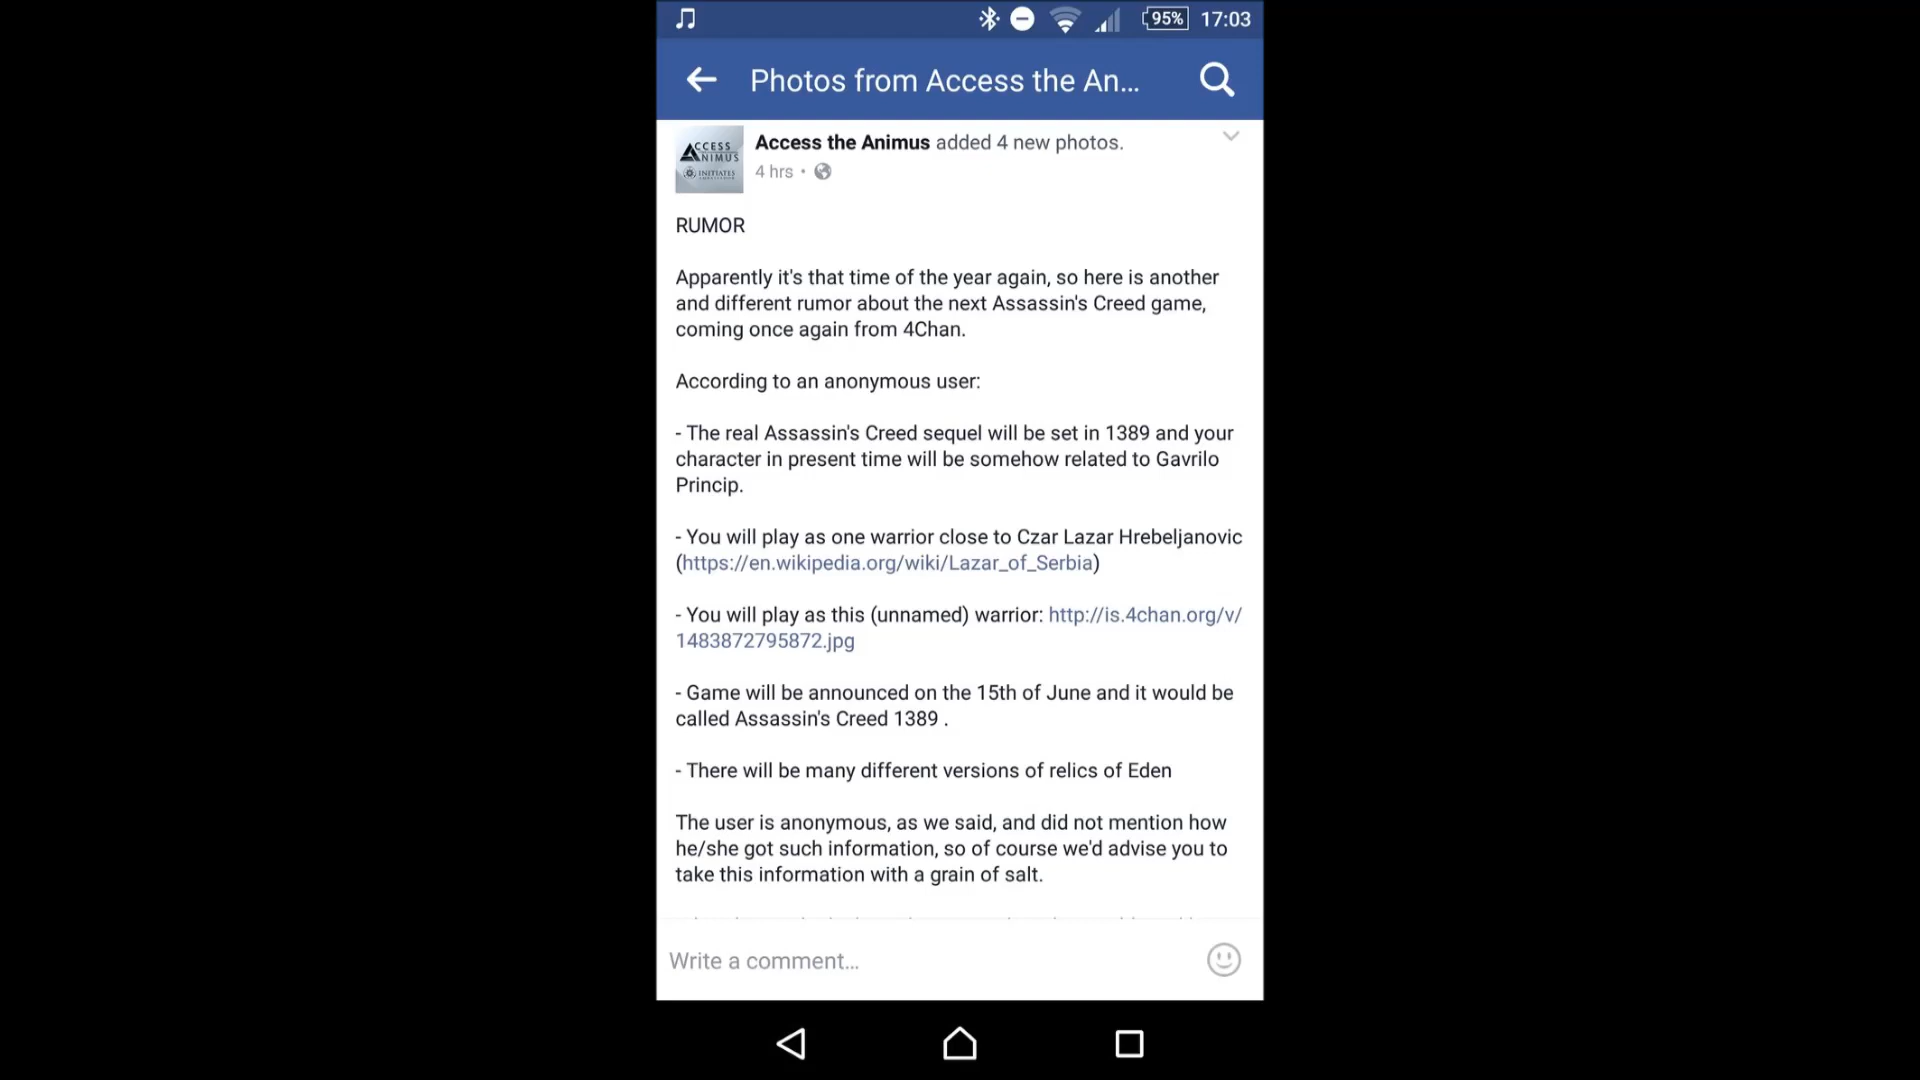 95% 17:03
Photos from Access the An...
ACCESS
ANIMUS
INITIATES
Access the Animus added 4 new photos.
4 hrs •
RUMOR
Apparently it's that time of the year again, so here is another
and different rumor about the next Assassin's Creed game,
coming once again from 4Chan.
According to an anonymous user:
- The real Assassin's Creed sequel will be set in 1389 and your
character in present time will be somehow related to Gavrilo
Princip.
- You will play as one warrior close to Czar Lazar Hrebeljanovic
(https://en.wikipedia.org/wiki/Lazar_of_Serbia)
- You will play as this (unnamed) warrior: http://is.4chan.org/v/
1483872795872.jpg
- Game will be announced on the 15th of June and it would be
called Assassin's Creed 1389 .
- There will be many different versions of relics of Eden
The user is anonymous, as we said, and did not mention how
he/she got such information, so of course we'd advise you to
take this information with a grain of salt.
Write a comment...